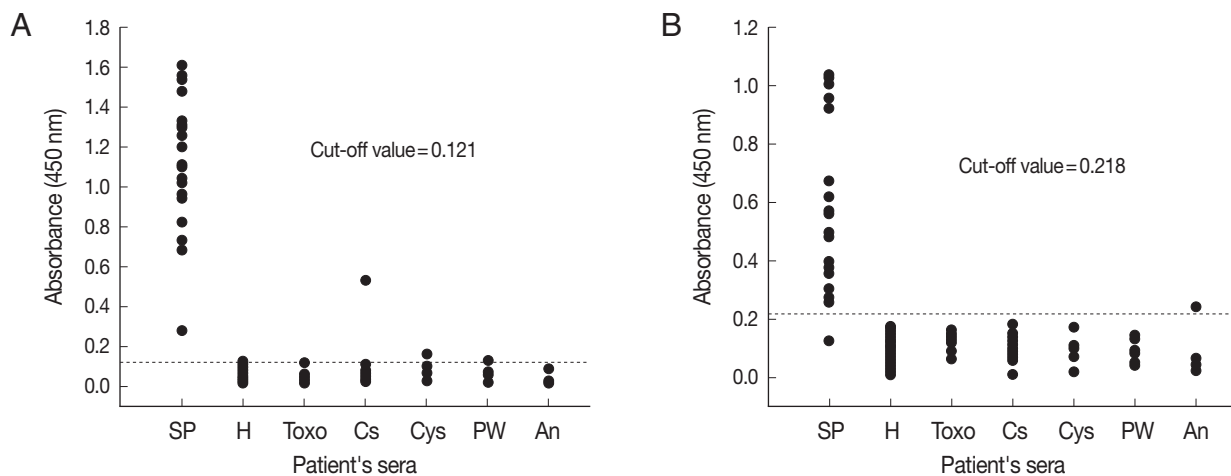 A
Absorbance (450 nm)
1.8
1.6
1.4
1.2
1.0
0.8
0.6
0.4
0.2
0.0
Cut-off value=0.121
SP H Toxo Cs Cys PW An
Patient's sera
B
Absorbance (450 nm)
1.2
1.0
0.8
0.6
0.4
0.2
0.0
Cut-off value=0.218
SP H Toxo Cs Cys PW An
Patient's sera